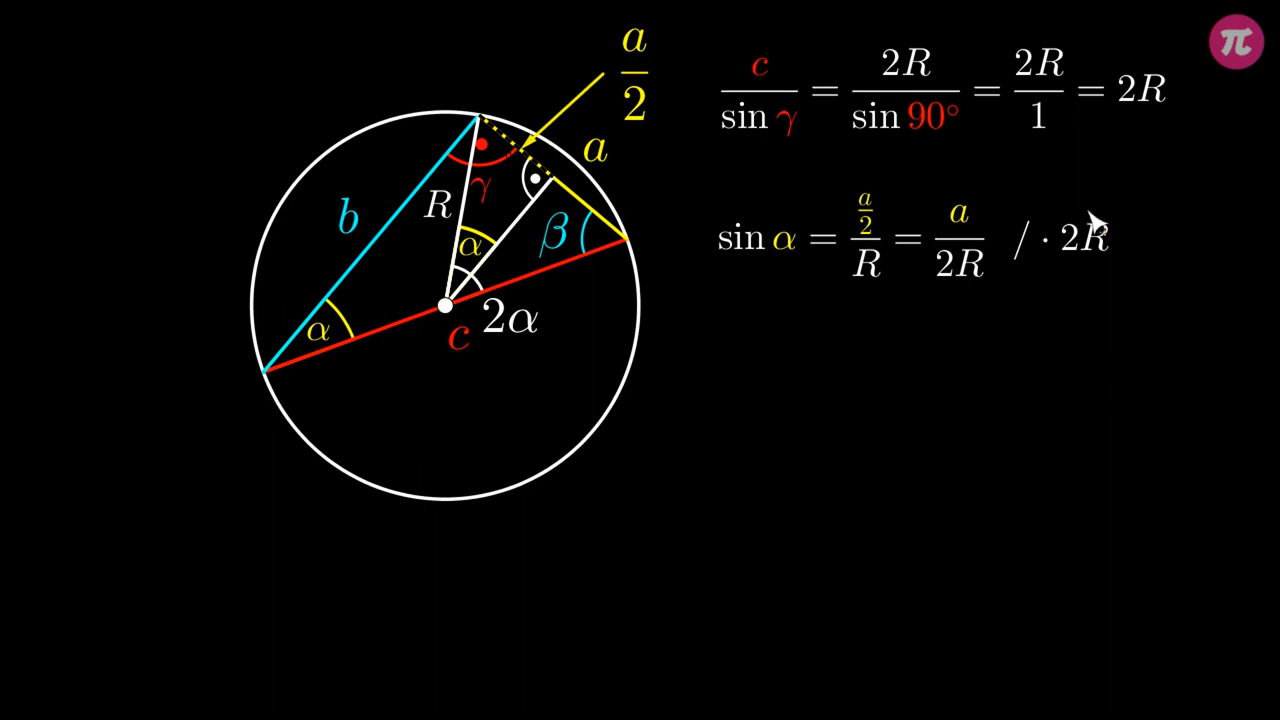 π
a/2
c/sin γ = 2R/sin 90° = 2R/1 = 2R
a
γ
R
b
β
α
sin α = (a/2)/R = a/2R / · 2R
α
c
2α